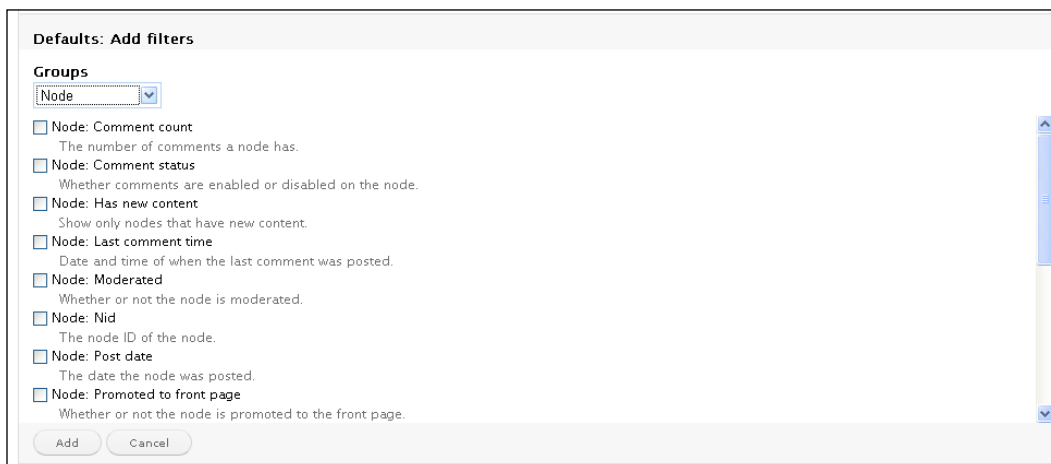 Defaults: Add filters
Groups
Node
Node: Comment count
The number of comments a node has.
Node: Comment status
Whether comments are enabled or disabled on the node.
Node: Has new content
Show only nodes that have new content.
Node: Last comment time
Date and time of when the last comment was posted.
Node: Moderated
Whether or not the node is moderated.
Node: Nid
The node ID of the node.
Node: Post date
The date the node was posted.
Node: Promoted to front page
Whether or not the node is promoted to the front page.
Add Cancel